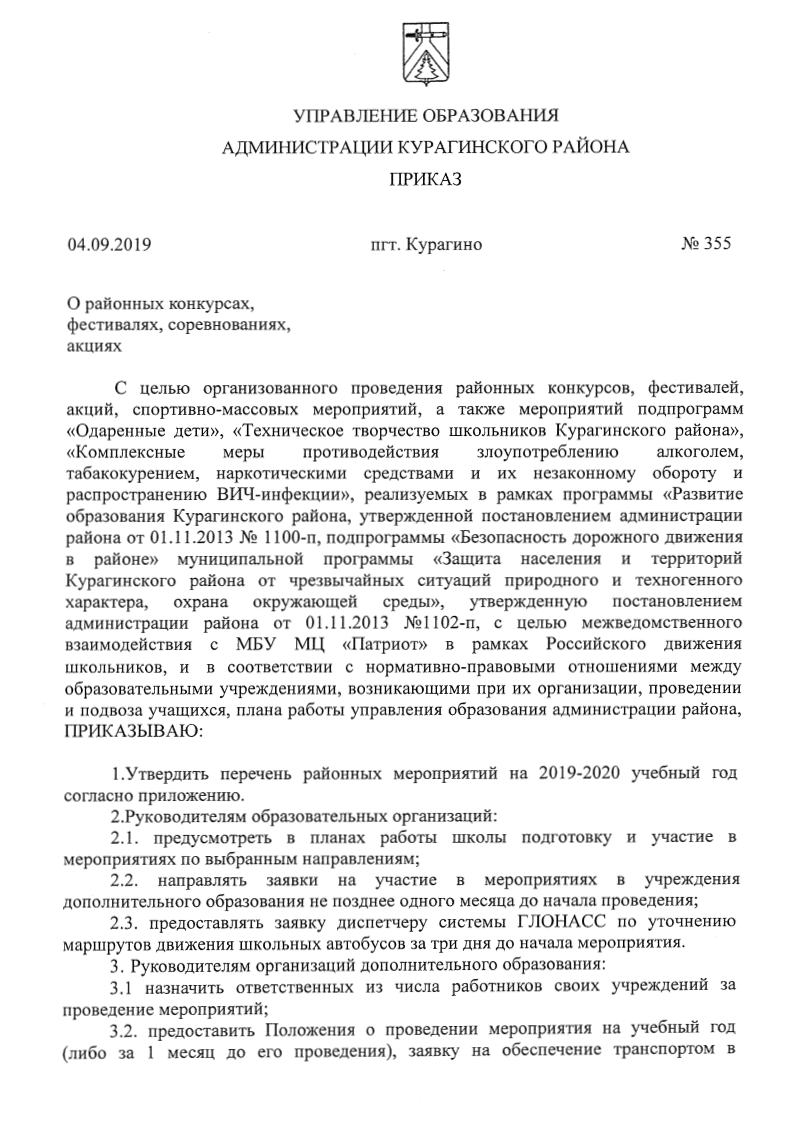 УПРАВЛЕНИЕ ОБРАЗОВАНИЯ
АДМИНИСТРАЦИИ КУРАГИНСКОГО РАЙОНА
ПРИКАЗ
04.09.2019 пгт. Курагино № 355
О районных конкурсах,
фестивалях, соревнованиях,
акциях
С целью организованного проведения районных конкурсов, фестивалей,
акций, спортивно-массовых мероприятий, а также мероприятий подпрограмм
«Одаренные дети», «Техническое творчество школьников Курагинского района»,
«Комплексные меры противодействия злоупотреблению алкоголем,
табакокурением, наркотическими средствами и их незаконному обороту и
распространению ВИЧ-инфекции», реализуемых в рамках программы «Развитие
образования Курагинского района, утвержденной постановлением администрации
района от 01.11.2013 № 1100-п, подпрограммы «Безопасность дорожного движения
в районе» муниципальной программы «Защита населения и территорий
Курагинского района от чрезвычайных ситуаций природного и техногенного
характера, охрана окружающей среды», утвержденную постановлением
администрации района от 01.11.2013 №1102-п, с целью межведомственного
взаимодействия с МБУ МЦ «Патриот» в рамках Российского движения
школьников, и в соответствии с нормативно-правовыми отношениями между
образовательными учреждениями, возникающими при их организации, проведении
и подвоза учащихся, плана работы управления образования администрации района,
ПРИКАЗЫВАЮ:
1.Утвердить перечень районных мероприятий на 2019-2020 учебный год
согласно приложению.
2.Руководителям образовательных организаций:
2.1. предусмотреть в планах работы школы подготовку и участие в
мероприятиях по выбранным направлениям;
2.2. направлять заявки на участие в мероприятиях в учреждения
дополнительного образования не позднее одного месяца до начала проведения;
2.3. предоставлять заявку диспетчеру системы ГЛОНАСС по уточнению
маршрутов движения школьных автобусов за три дня до начала мероприятия.
3. Руководителям организаций дополнительного образования:
3.1 назначить ответственных из числа работников своих учреждений за
проведение мероприятий;
3.2. предоставить Положения о проведении мероприятия на учебный год
(либо за 1 месяц до его проведения), заявку на обеспечение транспортом в